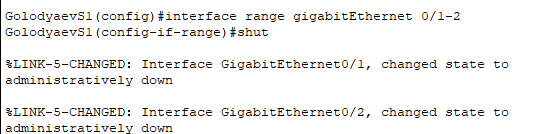 GolodyaevS1(config)#interface range gigabitEthernet 0/1-2
GolodyaevS1(config-if-range)#shut
%LINK-5-CHANGED: Interface GigabitEthernet0/1, changed state to
administratively down
%LINK-5-CHANGED: Interface GigabitEthernet0/2, changed state to
administratively down